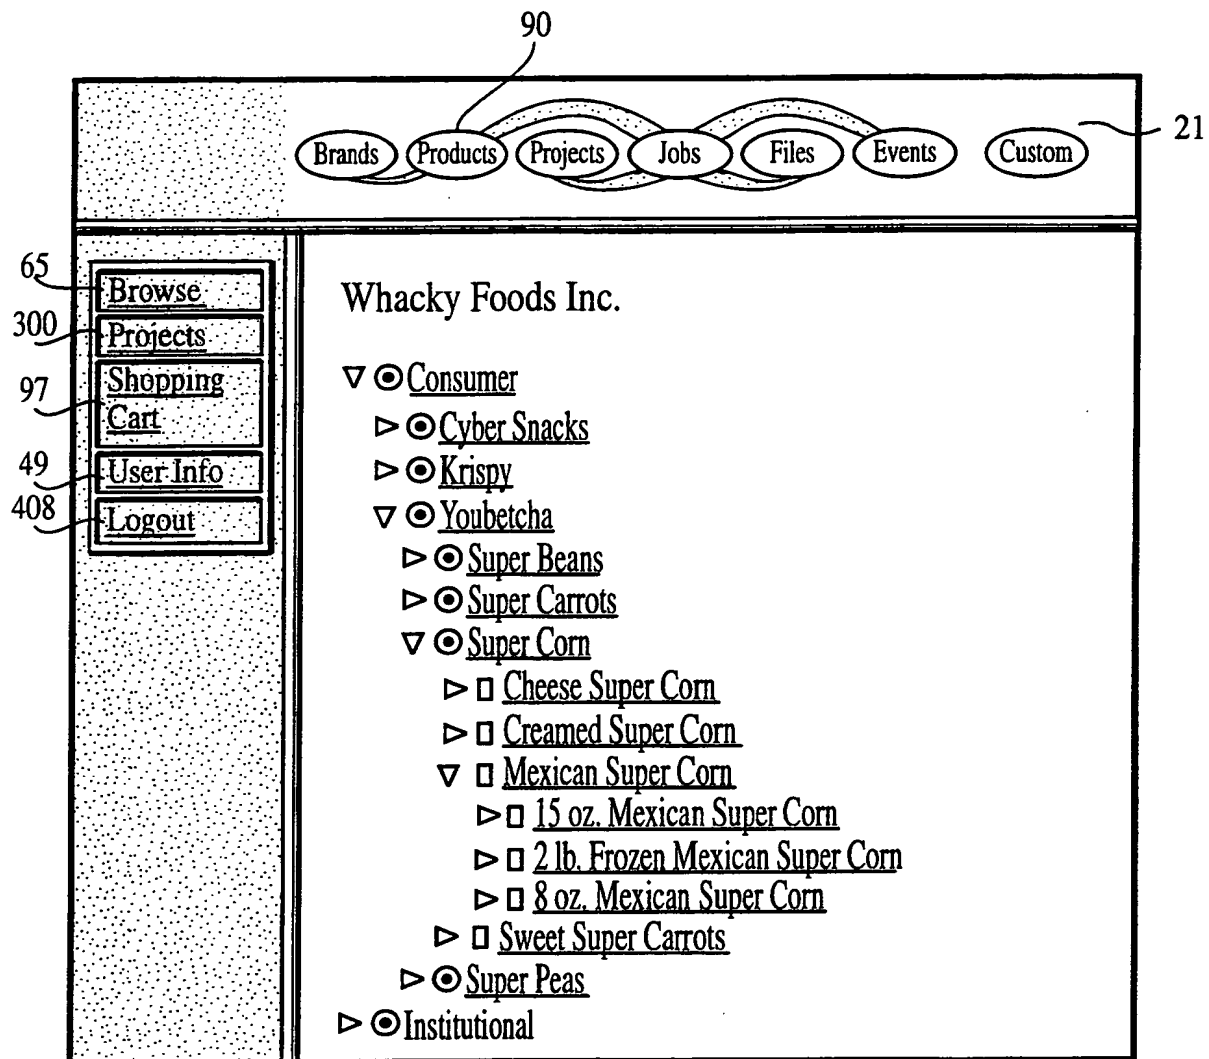 90
21
Brands Products Projects Jobs Files Events Custom
65
Browse
300
Projects
97
Shopping
Cart
49
User Info
408
Logout
Whacky Foods Inc.
Consumer
Cyber Snacks
Krispy
Youbetcha
Super Beans
Super Carrots
Super Corn
Cheese Super Corn
Creamed Super Corn
Mexican Super Corn
15 oz. Mexican Super Corn
2 lb. Frozen Mexican Super Corn
8 oz. Mexican Super Corn
Sweet Super Carrots
Super Peas
Institutional